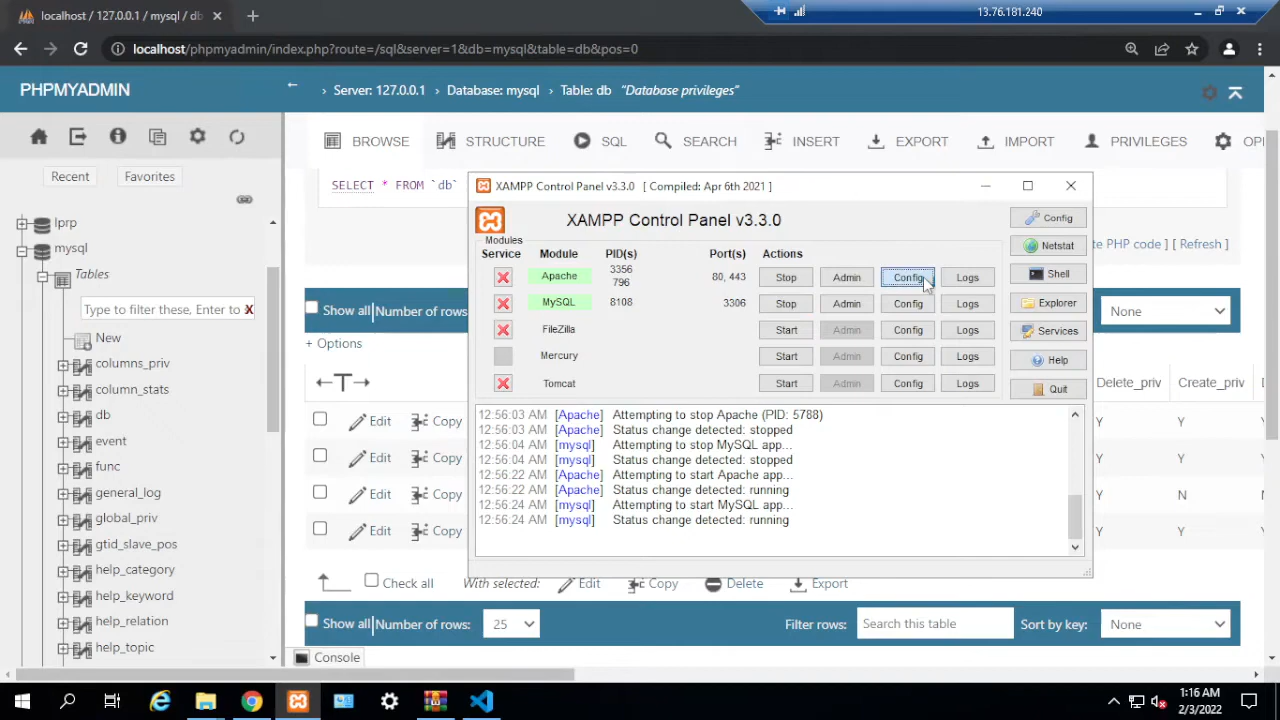 localhost / 127.0.0.1 / mysql / db
13.76.181.240
localhost/phpmyadmin/index.php?route=/sql&server=1&db=mysql&table=db&pos=0
PHPMYADMIN
Server: 127.0.0.1 › Database: mysql › Table: db "Database privileges"
BROWSE STRUCTURE SQL SEARCH INSERT EXPORT IMPORT PRIVILEGES OP
Recent Favorites
SELECT * FROM `db`
lprp
mysql
Tables
Type to filter these, Enter to X
New
columns_priv
column_stats
db
event
func
general_log
global_priv
gtid_slave_pos
help_category
help_keyword
help_relation
help_topic
te PHP code ] [ Refresh ]
Show all Number of rows
None
+ Options
Delete_priv Create_priv
Edit Copy Y Y
Edit Copy Y Y
Edit Copy Y N
Edit Copy Y Y
Check all With selected: Edit Copy Delete Export
Show all Number of rows: 25 Filter rows: Search this table Sort by key: None
Console
XAMPP Control Panel v3.3.0 [ Compiled: Apr 6th 2021 ]
XAMPP Control Panel v3.3.0
Modules
Service Module PID(s) Port(s) Actions
Apache 3356 796 80, 443 Stop Admin Config Logs
MySQL 8108 3306 Stop Admin Config Logs
FileZilla Start Admin Config Logs
Mercury Start Admin Config Logs
Tomcat Start Admin Config Logs
Config
Netstat
Shell
Explorer
Services
Help
Quit
12:56:03 AM [Apache] Attempting to stop Apache (PID: 5788)
12:56:03 AM [Apache] Status change detected: stopped
12:56:04 AM [mysql] Attempting to stop MySQL app...
12:56:04 AM [mysql] Status change detected: stopped
12:56:22 AM [Apache] Attempting to start Apache app...
12:56:22 AM [Apache] Status change detected: running
12:56:24 AM [mysql] Attempting to start MySQL app...
12:56:24 AM [mysql] Status change detected: running
1:16 AM
2/3/2022